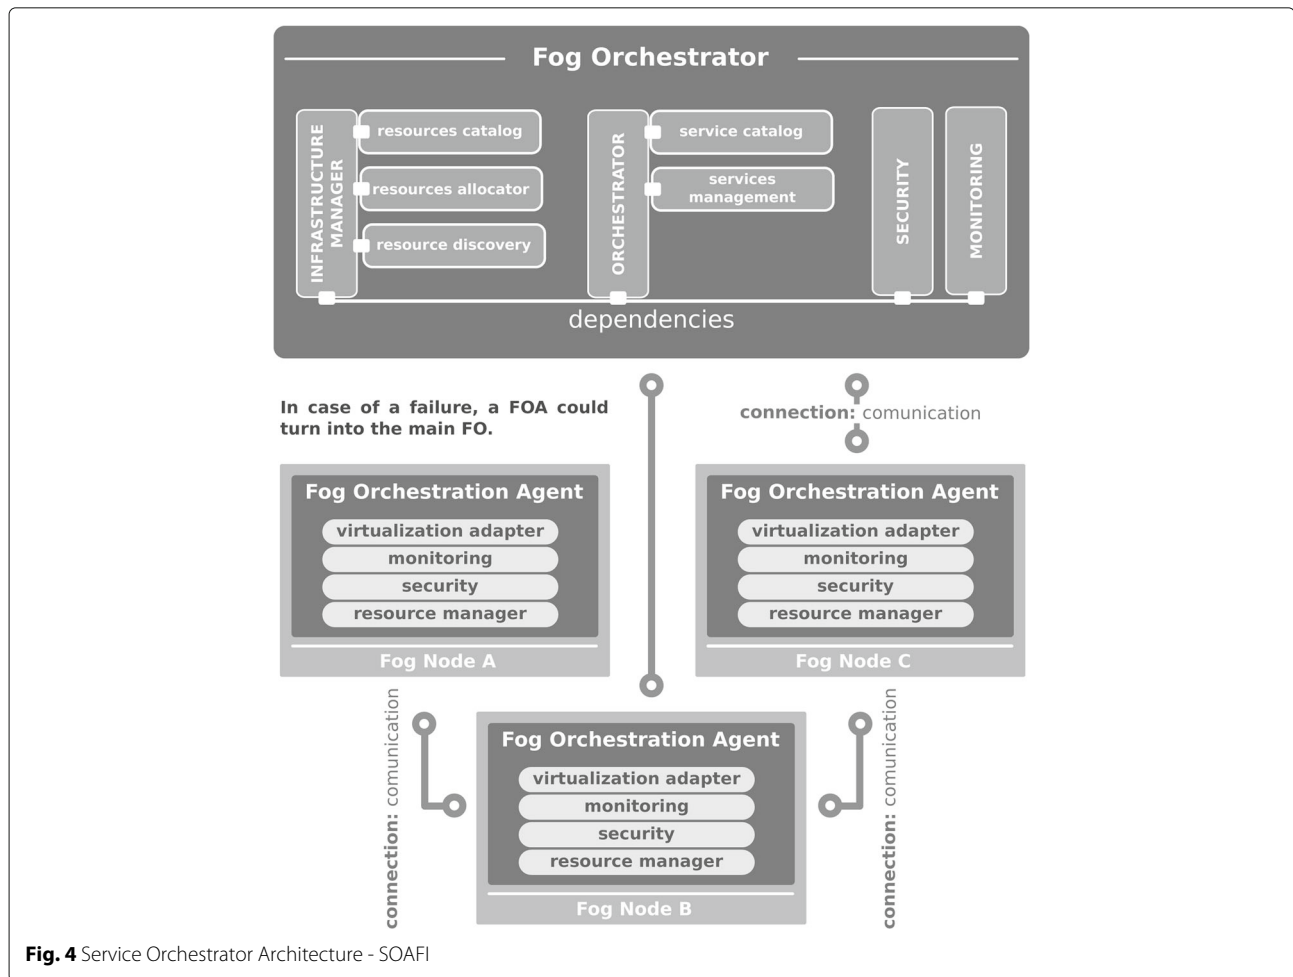 Fog Orchestrator
INFRASTRUCTURE
MANAGER
resources catalog
resources allocator
resource discovery
ORCHESTRATOR
service catalog
services
management
SECURITY
MONITORING
dependencies
In case of a failure, a FOA could
turn into the main FO.
connection: comunication
Fog Orchestration Agent
virtualization adapter
monitoring
security
resource manager
Fog Node A
Fog Orchestration Agent
virtualization adapter
monitoring
security
resource manager
Fog Node C
connection: comunication
Fog Orchestration Agent
virtualization adapter
monitoring
security
resource manager
Fog Node B
connection: comunication
Fig. 4 Service Orchestrator Architecture - SOAFI